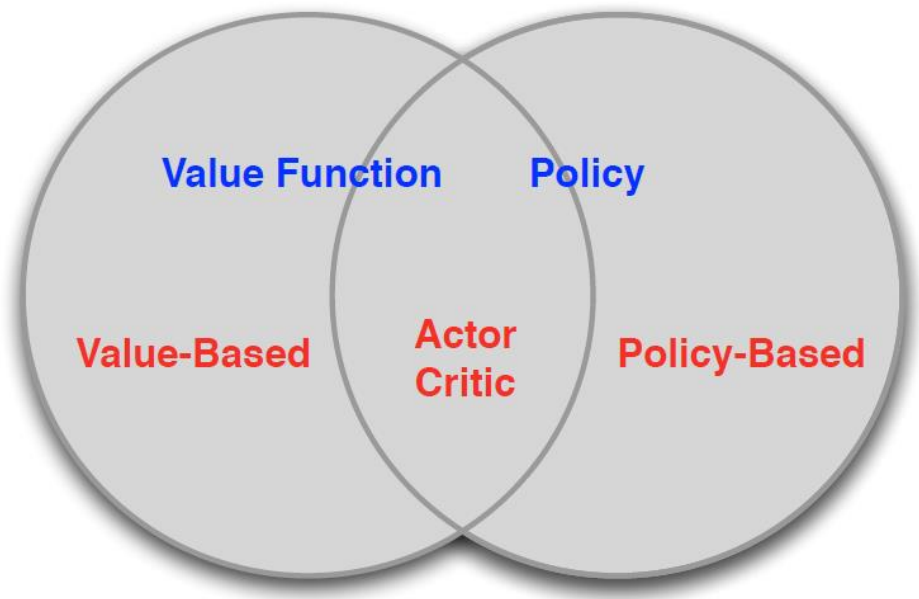 Value Function
Policy
Value-Based
Actor
Critic
Policy-Based